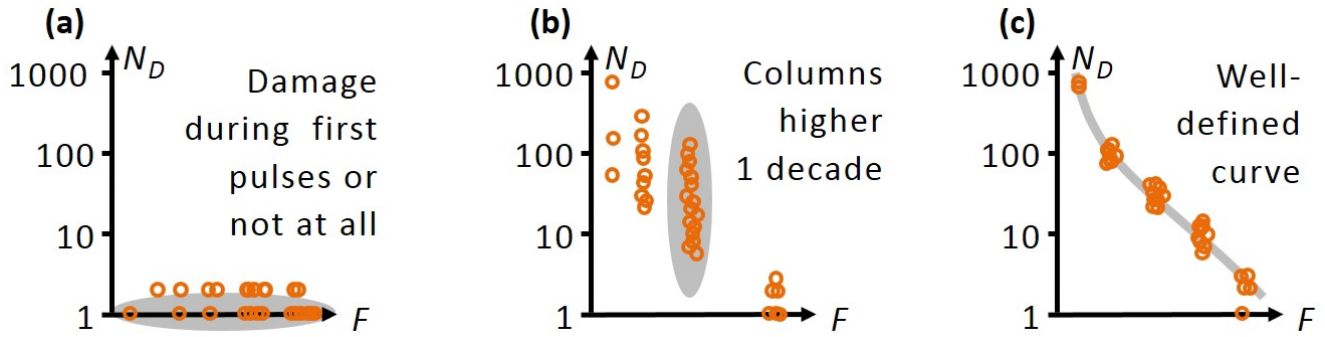 (a)
N_D
1000
100
10
1
F
Damage
during first
pulses or
not at all
(b)
N_D
1000
100
10
1
F
Columns
higher
1 decade
(c)
N_D
1000
100
10
1
F
Well-
defined
curve